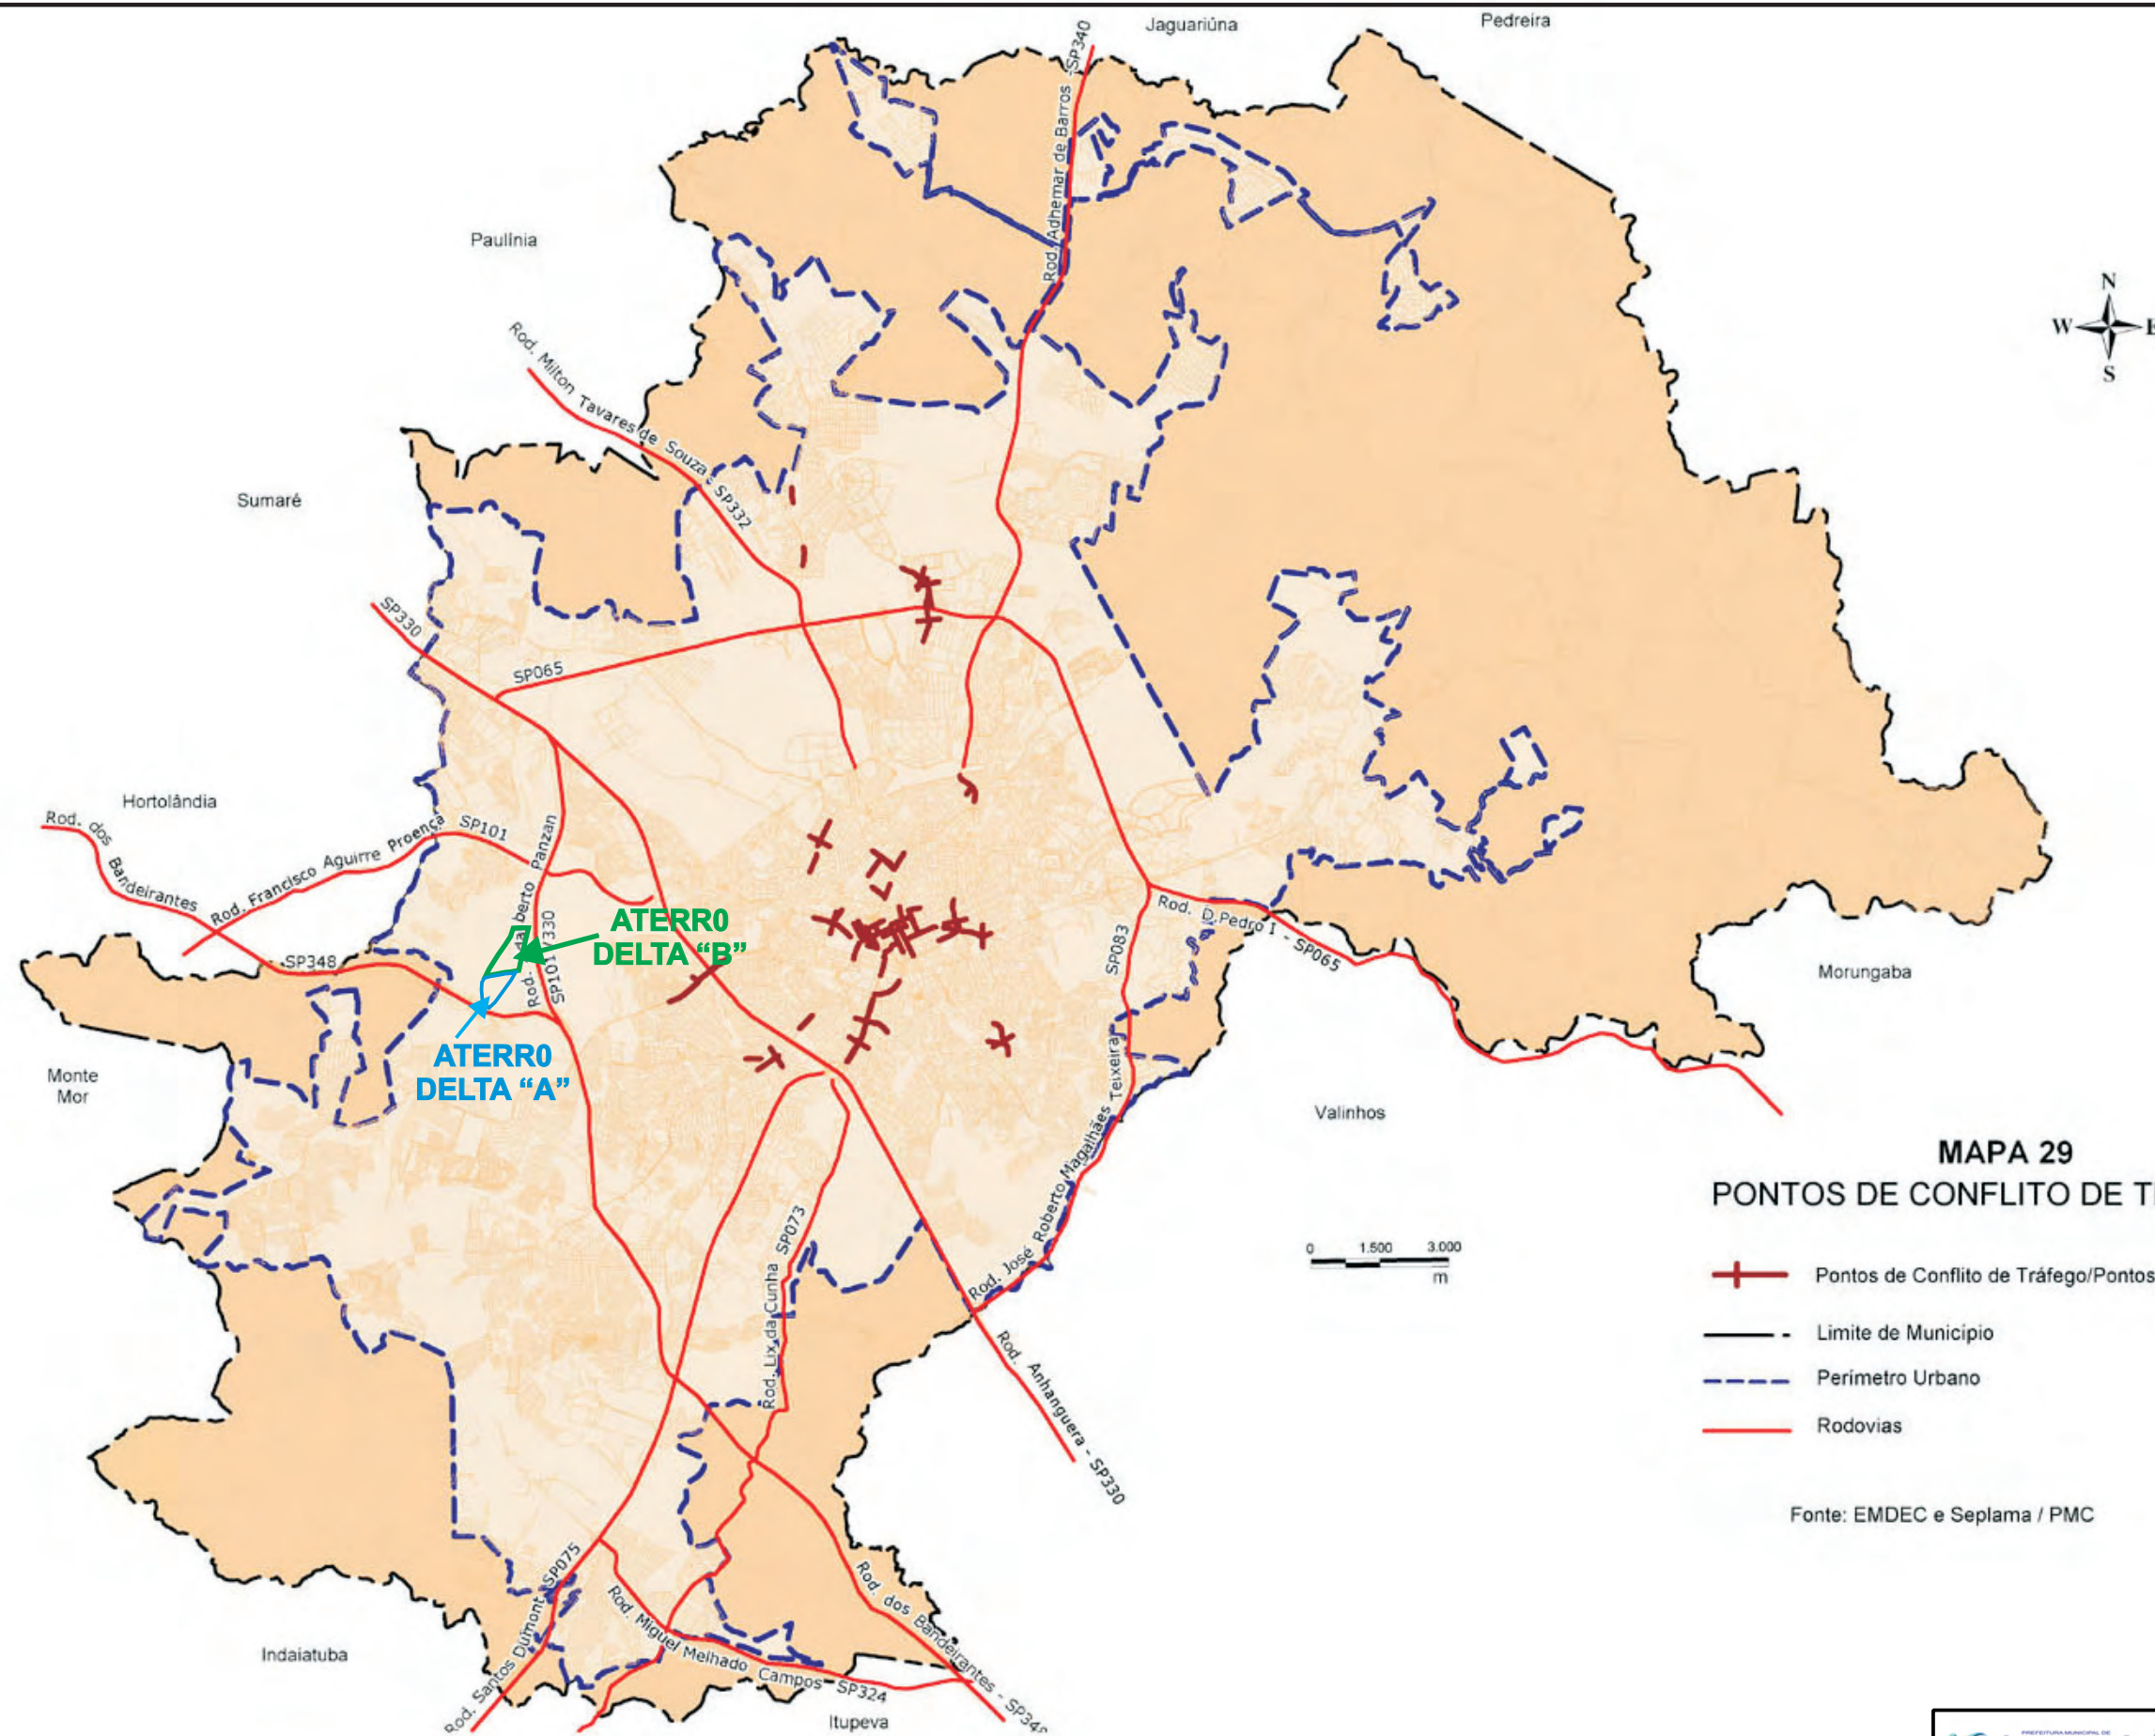 Jaguariúna
Pedreira
Rod. Adhemar de Barros - SP340
Paulínia
N
W
E
S
Rod. Milton Tavares de Souza - SP332
Sumaré
SP330
SP065
Hortolândia
Rod. dos Bandeirantes
Rod. Francisco Aguirre Proença
SP101
Panzan
SP101/330
SP348
ATERR0
DELTA “B”
ATERR0
DELTA “A”
Rod. D.Pedro I - SP065
SP083
Morungaba
Monte
Mor
Valinhos
Rod. José Roberto Magalhães Teixeira
MAPA 29
PONTOS DE CONFLITO DE
0 1.500 3.000
m
Pontos de Conflito de Tráfego/Pontos
Limite de Município
Perímetro Urbano
Rodovias
Fonte: EMDEC e Seplama / PMC
Rod. Lix da Cunha SP073
Rod. Anhanguera - SP330
Rod. Santos Dumont SP075
Rod. Miguel Melhado Campos SP324
Rod. dos Bandeirantes - SP348
Indaiatuba
Itupeva
PREFEITURA MUNICIPAL DE